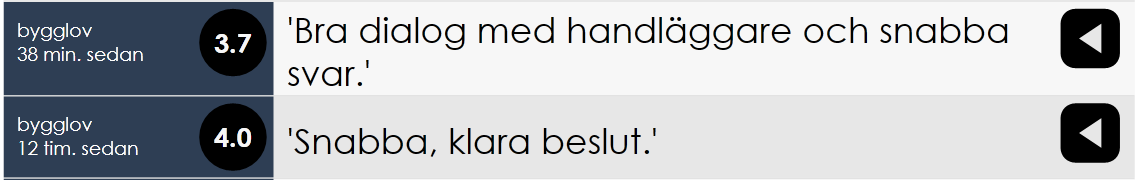 bygglov
38 min. sedan
3.7
'Bra dialog med handläggare och snabba
svar.'
bygglov
12 tim. sedan
4.0
'Snabba, klara beslut.'